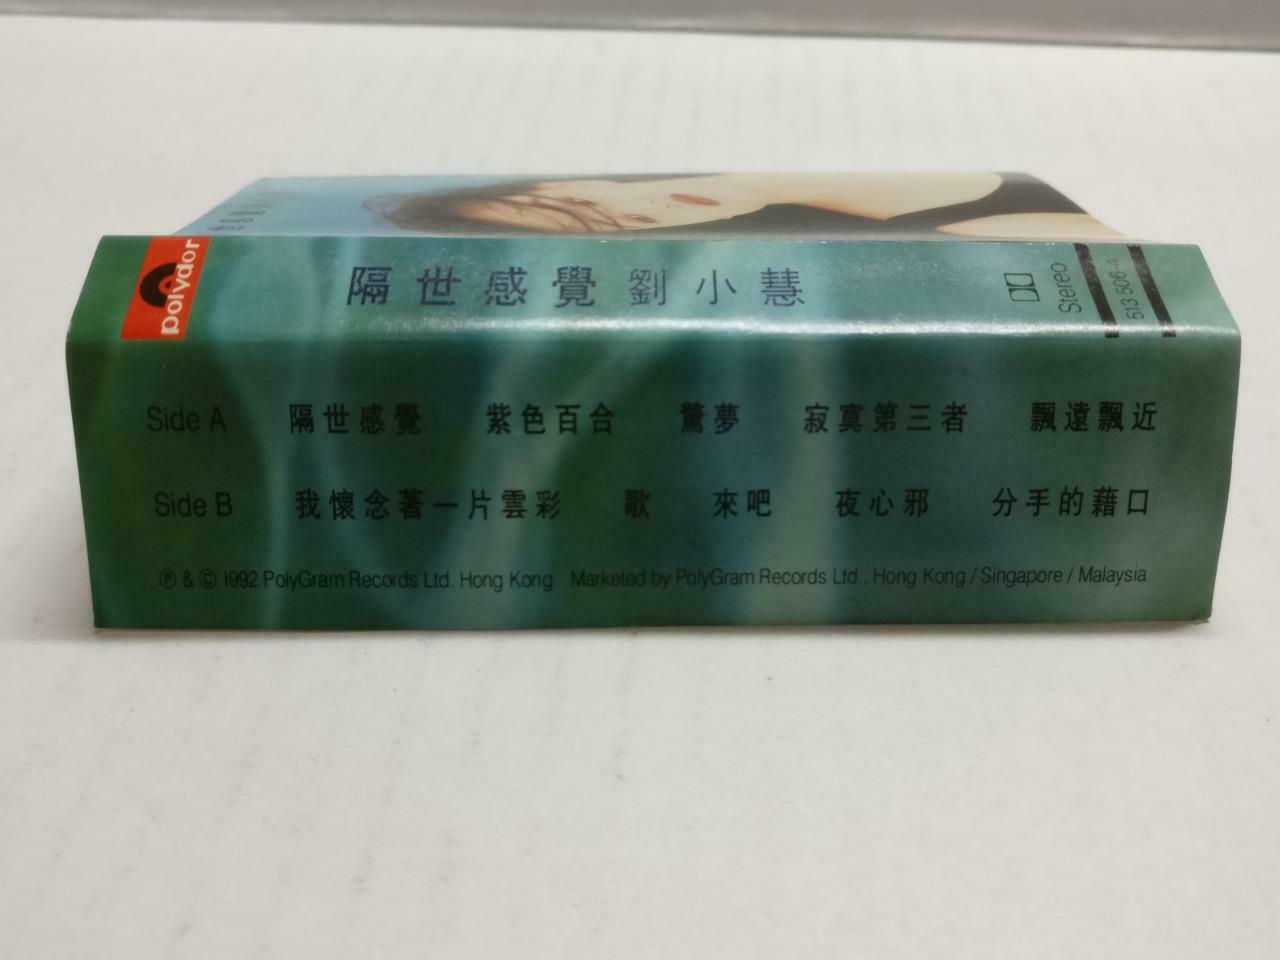 polydor
隔世感覺 劉小慧
Stereo
513 506-4
Side A 隔世感覺 紫色百合 驚夢 寂寞第三者 飄遠飄近
Side B 我懷念著一片雲彩 歌 來吧 夜心邪 分手的藉口
℗ & © 1992 PolyGram Records Ltd. Hong Kong Marketed by PolyGram Records Ltd., Hong Kong / Singapore / Malaysia